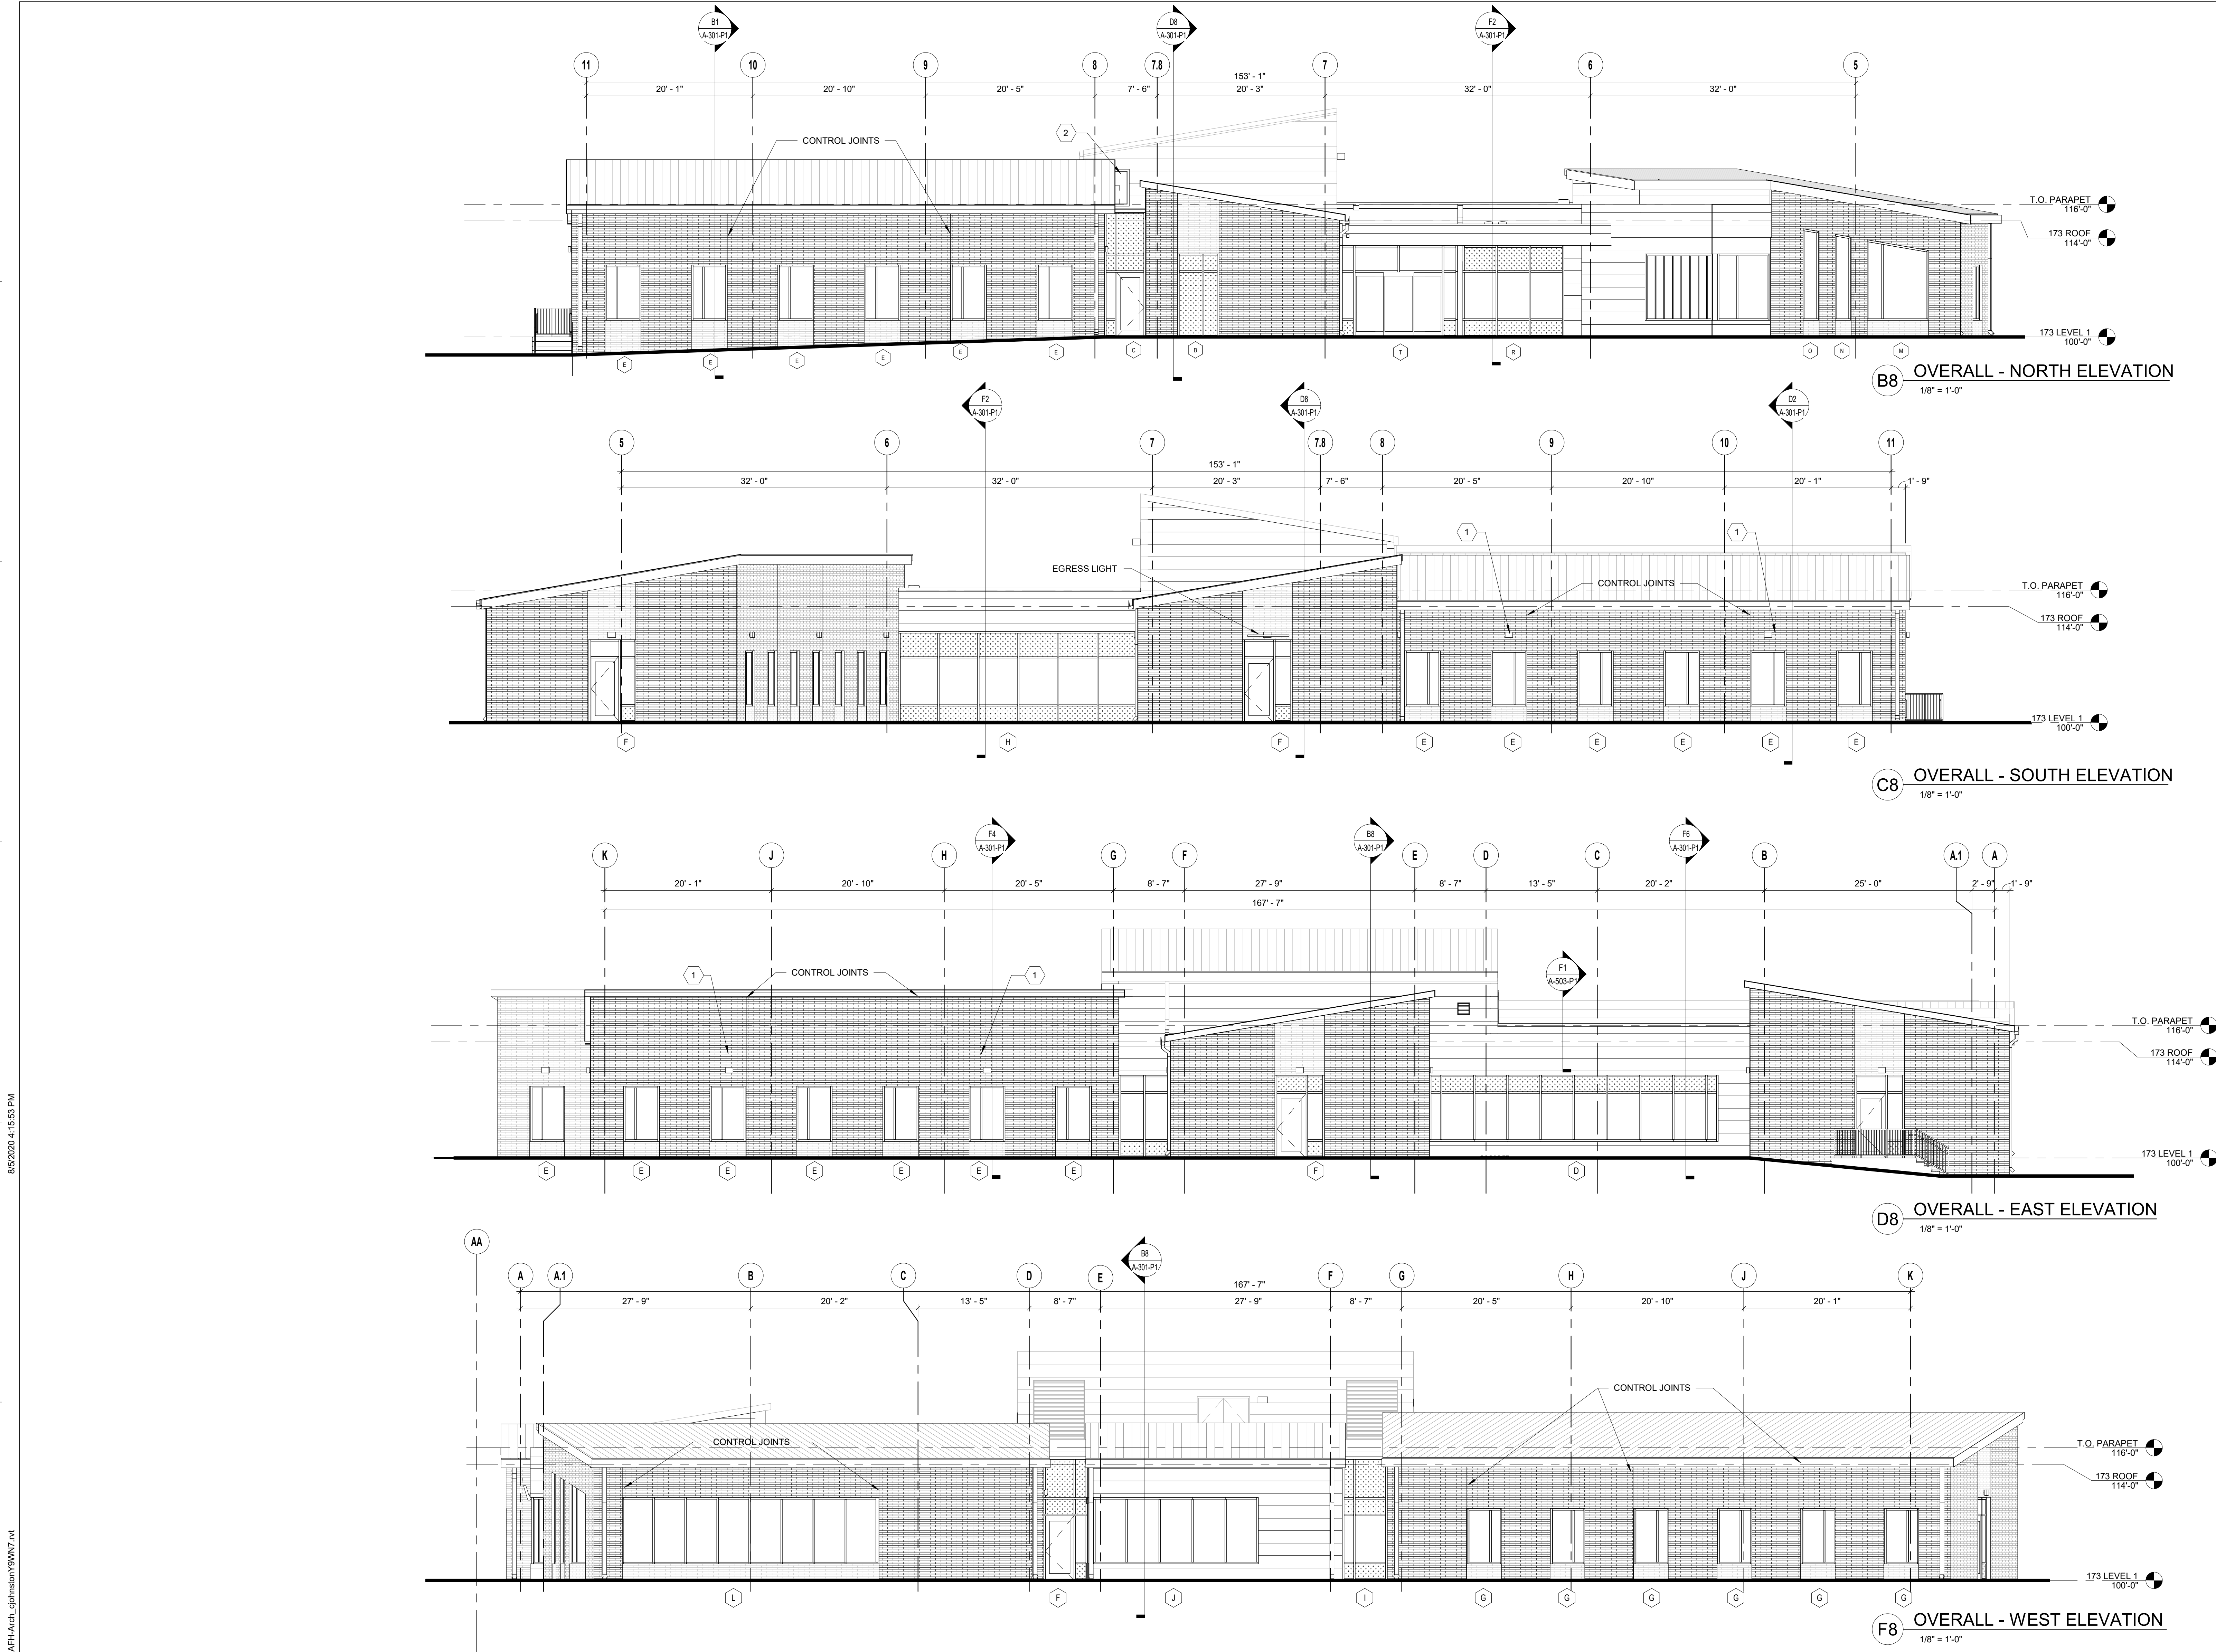 B1
A-301-P1
D8
A-301-P1
F2
A-301-P1
11
10
9
8
7.8
7
6
5
153' - 1"
20' - 1"
20' - 10"
20' - 5"
7' - 6"
20' - 3"
32' - 0"
32' - 0"
2
CONTROL JOINTS
T.O. PARAPET
116'-0"
173 ROOF
114'-0"
173 LEVEL 1
100'-0"
E
E
E
E
E
E
C
B
T
R
O
N
M
B8
OVERALL - NORTH ELEVATION
1/8" = 1'-0"
F2
A-301-P1
D8
A-301-P1
D2
A-301-P1
5
6
7
7.8
8
9
10
11
153' - 1"
32' - 0"
32' - 0"
20' - 3"
7' - 6"
20' - 5"
20' - 10"
20' - 1"
1' - 9"
1
1
EGRESS LIGHT
CONTROL JOINTS
T.O. PARAPET
116'-0"
173 ROOF
114'-0"
173 LEVEL 1
100'-0"
F
H
F
E
E
E
E
E
E
C8
OVERALL - SOUTH ELEVATION
1/8" = 1'-0"
F4
A-301-P1
B8
A-301-P1
F6
A-301-P1
K
J
H
G
F
E
D
C
B
A.1
A
20' - 1"
20' - 10"
20' - 5"
8' - 7"
27' - 9"
8' - 7"
13' - 5"
20' - 2"
25' - 0"
2' - 9"
1' - 9"
167' - 7"
1
CONTROL JOINTS
1
F1
A-503-P1
T.O. PARAPET
116'-0"
173 ROOF
114'-0"
173 LEVEL 1
100'-0"
E
E
E
E
E
E
E
F
D
D8
OVERALL - EAST ELEVATION
1/8" = 1'-0"
AA
B8
A-301-P1
A
A.1
B
C
D
E
F
G
H
J
K
167' - 7"
27' - 9"
20' - 2"
13' - 5"
8' - 7"
27' - 9"
8' - 7"
20' - 5"
20' - 10"
20' - 1"
CONTROL JOINTS
CONTROL JOINTS
T.O. PARAPET
116'-0"
173 ROOF
114'-0"
173 LEVEL 1
100'-0"
L
F
J
I
G
G
G
G
G
G
F8
OVERALL - WEST ELEVATION
1/8" = 1'-0"
8/5/2020 4:15:53 PM
AFH-Arch_cjohnstonY9WN7.rvt